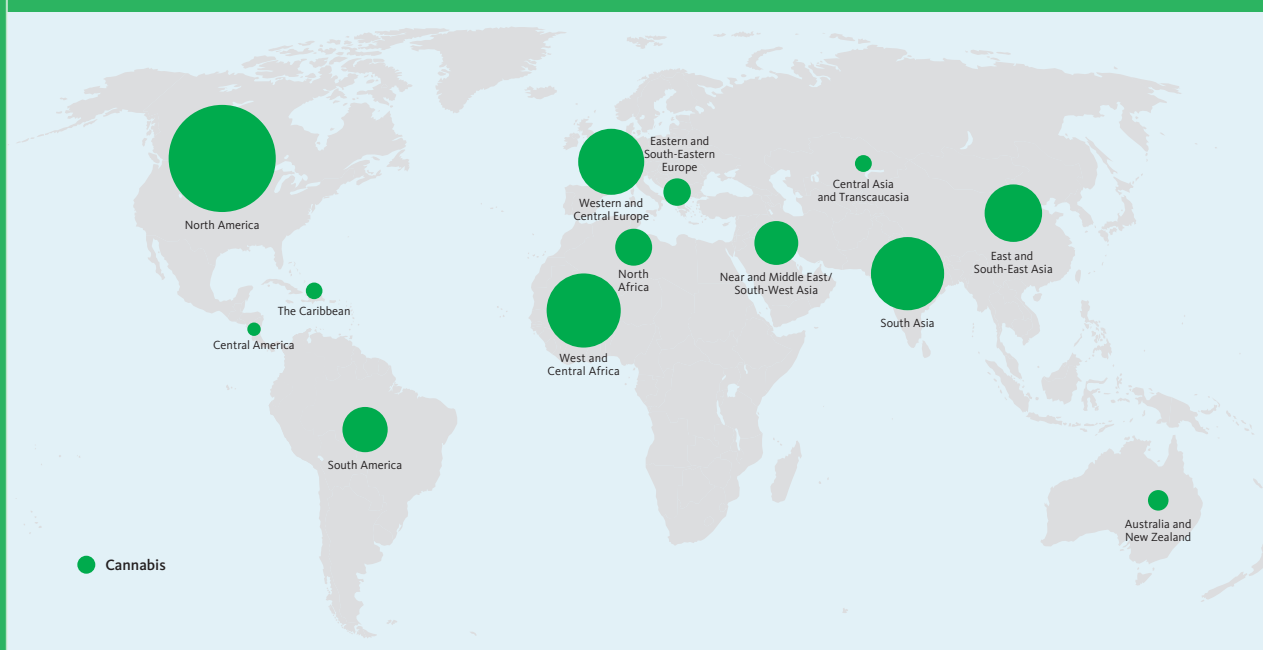 Eastern and
South-Eastern
Europe
Central Asia
and Transcaucasia
Western and
Central Europe
North America
East and
South-East Asia
North
Africa
Near and Middle East/
South-West Asia
The Caribbean
South Asia
Central America
West and
Central Africa
South America
Australia and
New Zealand
Cannabis